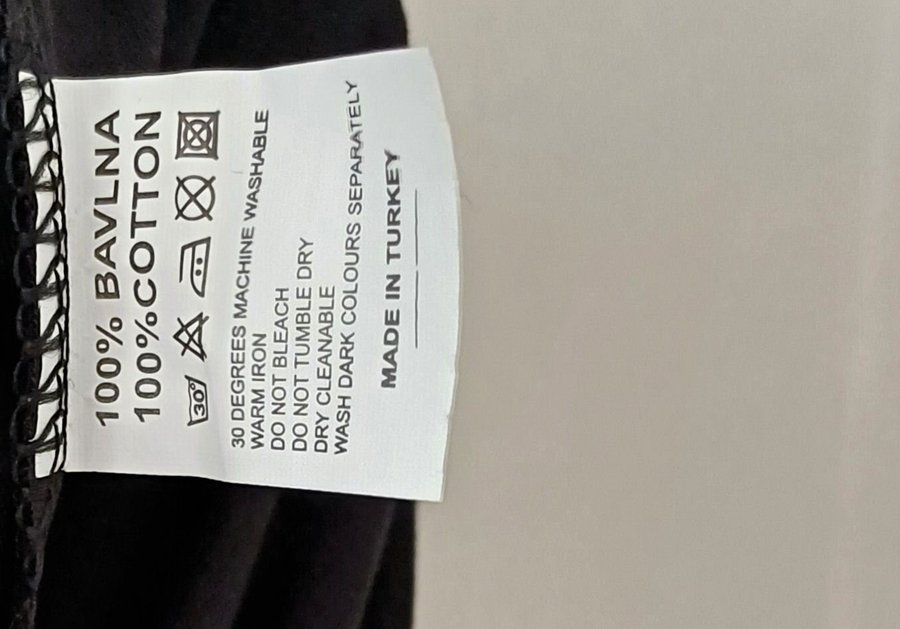 100% BAVLNA
100%COTTON
30°
30 DEGREES MACHINE WASHABLE
WARM IRON
DO NOT BLEACH
DO NOT TUMBLE DRY
DRY CLEANABLE
WASH DARK COLOURS SEPARATELY
MADE IN TURKEY